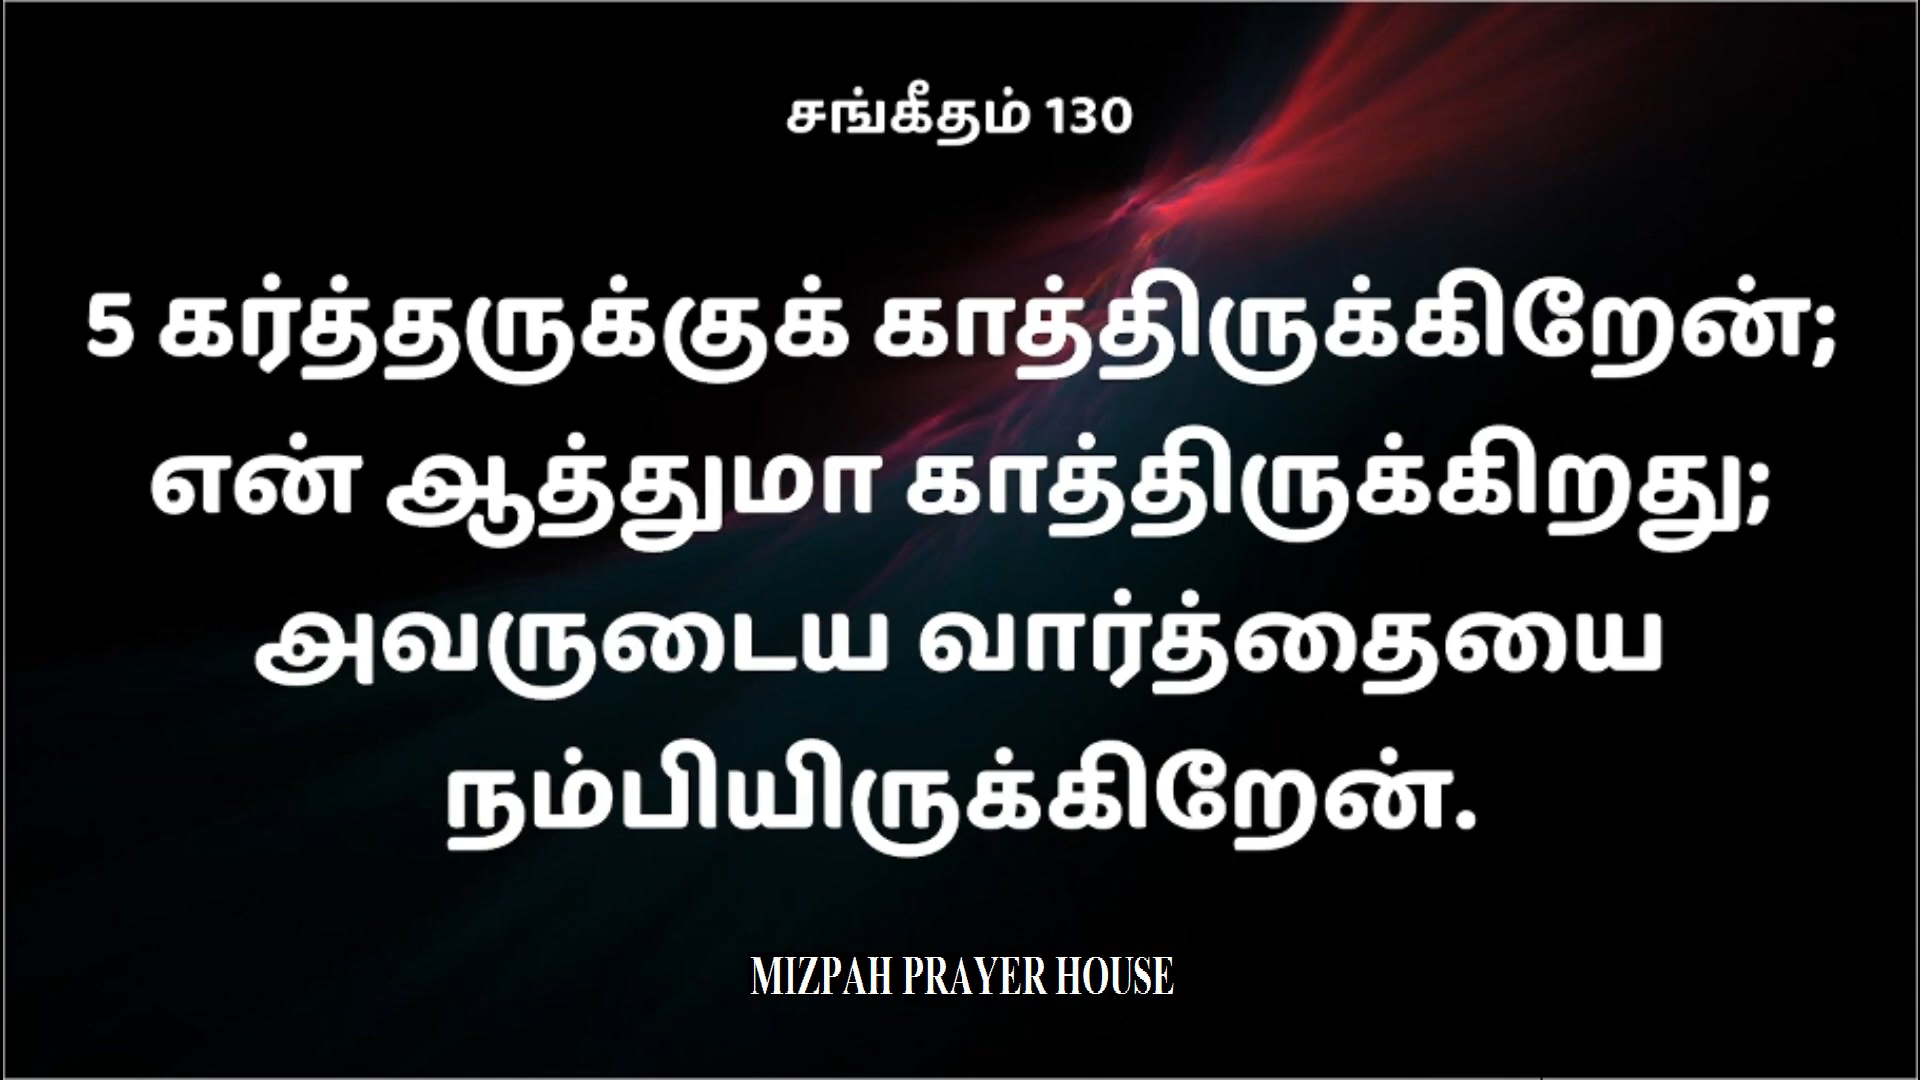 சங்கீதம் 130
5 கர்த்தருக்குக் காத்திருக்கிறேன்;
என் ஆத்துமா காத்திருக்கிறது;
அவருடைய வார்த்தையை
நம்பியிருக்கிறேன்.
MIZPAH PRAYER HOUSE